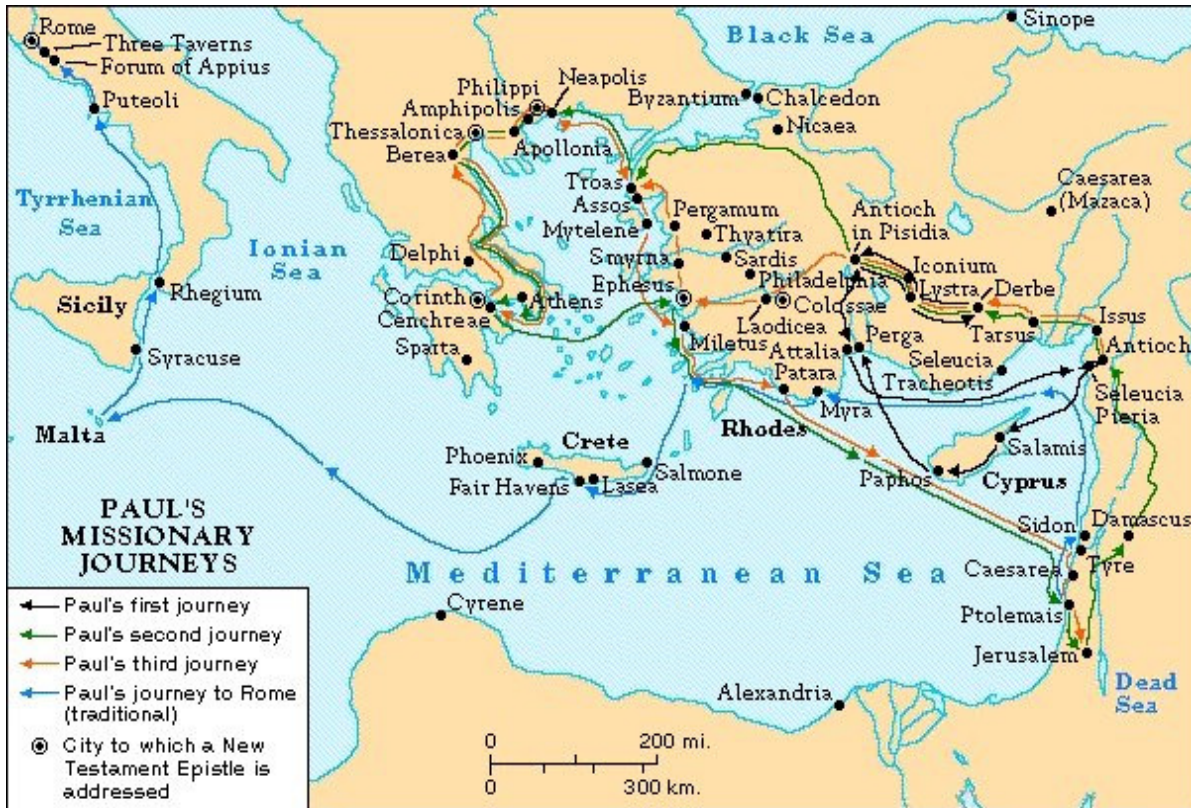 Rome
Three Taverns
Forum of Appius
Puteoli
Tyrrhenian
Sea
Ionian
Sea
Sicily
Rhegium
Syracuse
Malta
Black Sea
Sinope
Philippi
Neapolis
Amphipolis
Thessalonica
Berea
Apollonia
Byzantium
Chalcedon
Nicaea
Troas
Assos
Mytelene
Pergamum
Thyatira
Sardis
Smyrna
Philadelphia
Ephesus
Colossae
Laodicea
Miletus
Delphi
Corinth
Athens
Cenchreae
Sparta
Caesarea
(Mazaca)
Antioch
in Pisidia
Iconium
Lystra
Derbe
Tarsus
Issus
Antioch
Perga
Attalia
Patara
Seleucia
Tracheotis
Seleucia
Pieria
Myra
Rhodes
Crete
Phoenix
Salmone
Fair Havens
Lasea
Salamis
Paphos
Cyprus
Sidon
Damascus
Tyre
Caesarea
Ptolemais
Jerusalem
Dead
Sea
Mediterranean Sea
Cyrene
Alexandria
0 200 mi.
0 300 km.
PAUL'S
MISSIONARY
JOURNEYS
Paul's first journey
Paul's second journey
Paul's third journey
Paul's journey to Rome
(traditional)
City to which a New
Testament Epistle is
addressed